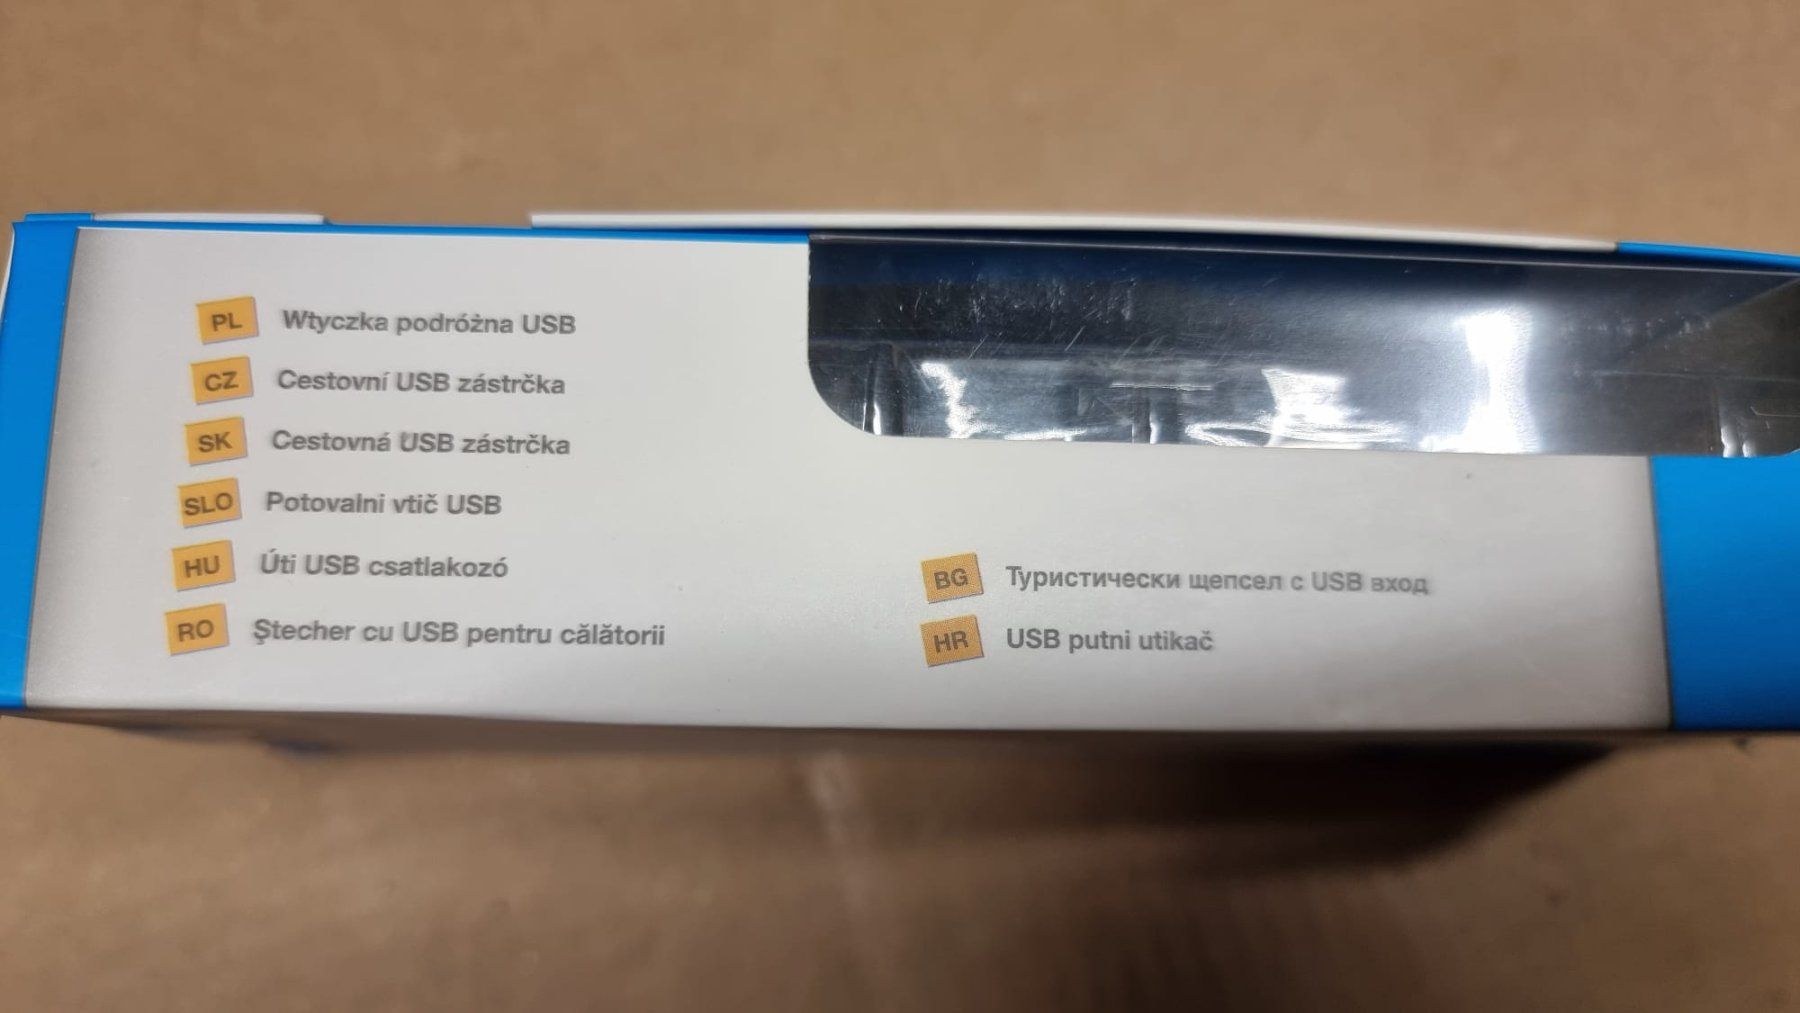 PL Wtyczka podróżna USB
CZ Cestovní USB zástrčka
SK Cestovná USB zástrčka
SLO Potovalni vtič USB
HU Úti USB csatlakozó
RO Ştecher cu USB pentru călătorii
BG Туристически щепсел с USB вход
HR USB putni utikač